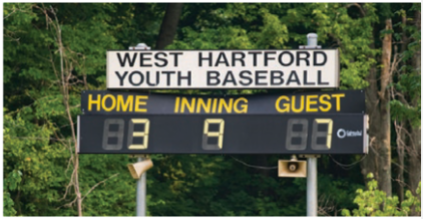 WEST HARTFORD
YOUTH BASEBALL
HOME INNING GUEST
3 9 7